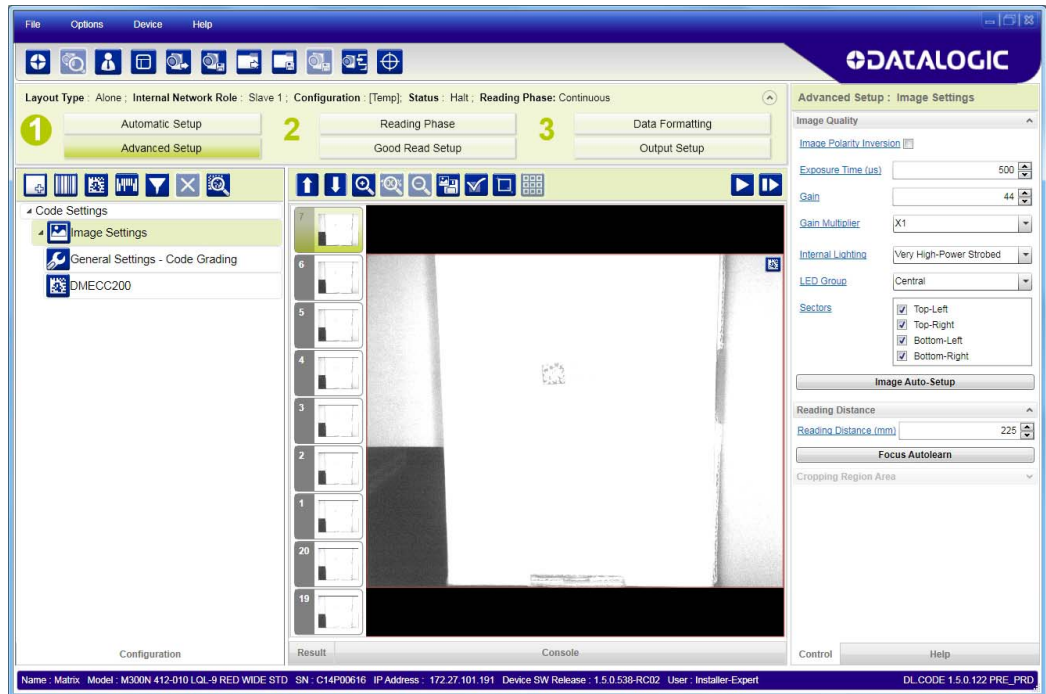 File Options Device Help
DATALOGIC
Layout Type : Alone ; Internal Network Role : Slave 1 ; Configuration : [Temp]; Status : Halt ; Reading Phase: Continuous
1 Automatic Setup
Advanced Setup
2 Reading Phase
Good Read Setup
3 Data Formatting
Output Setup
Code Settings
Image Settings
General Settings - Code Grading
DMECC200
Configuration
7
6
5
4
3
2
1
20
19
Result Console
Advanced Setup : Image Settings
Image Quality
Image Polarity Inversion
Exposure Time (µs) 500
Gain 44
Gain Multiplier X1
Internal Lighting Very High-Power Strobed
LED Group Central
Sectors Top-Left
Top-Right
Bottom-Left
Bottom-Right
Image Auto-Setup
Reading Distance
Reading Distance (mm) 225
Focus Autolearn
Cropping Region Area
Control Help
Name : Matrix Model : M300N 412-010 LQL-9 RED WIDE STD SN : C14P00616 IP Address : 172.27.101.191 Device SW Release : 1.5.0.538-RC02 User : Installer-Expert DL.CODE 1.5.0.122 PRE_PRD